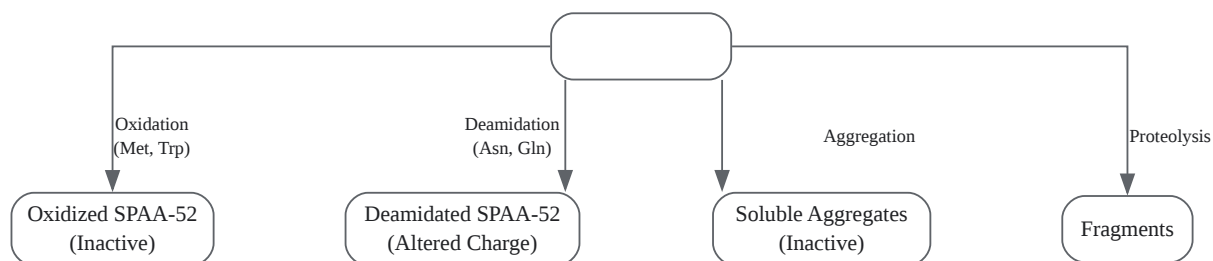 Oxidation
(Met, Trp)
Deamidation
(Asn, Gln)
Aggregation
Proteolysis
Oxidized SPAA-52
(Inactive)
Deamidated SPAA-52
(Altered Charge)
Soluble Aggregates
(Inactive)
Fragments